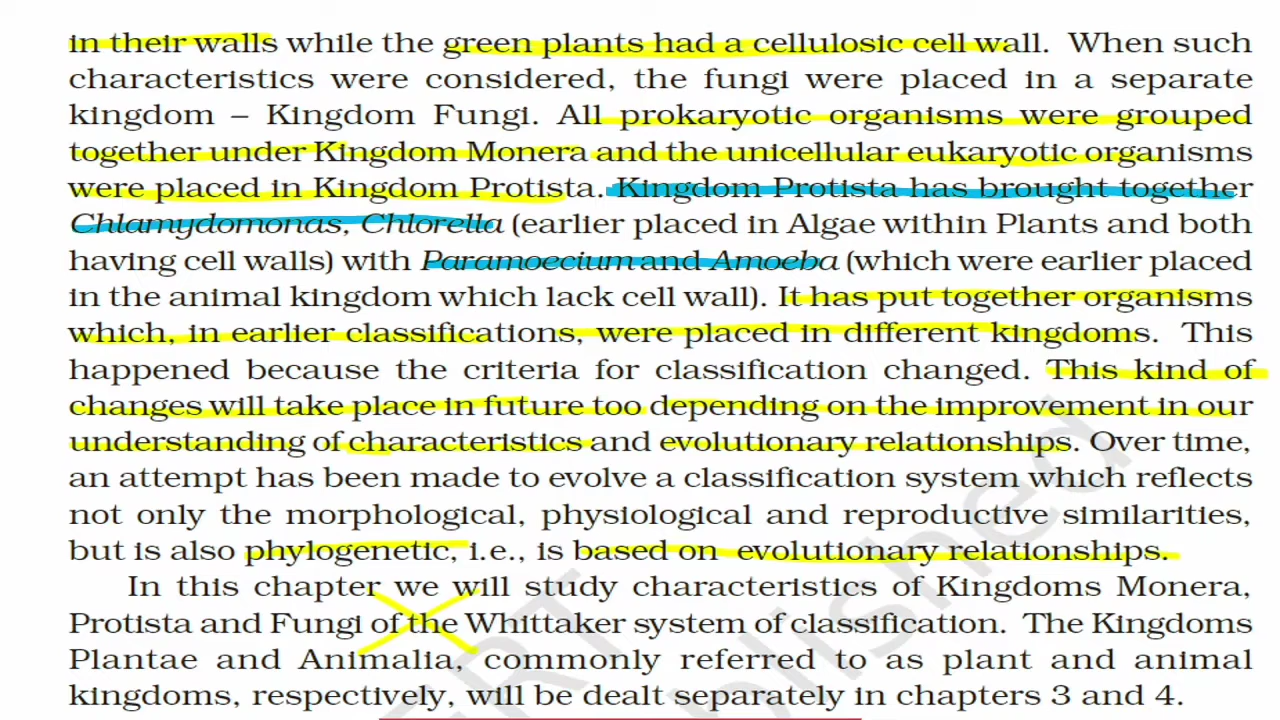 in their walls while the green plants had a cellulosic cell wall. When such
characteristics were considered, the fungi were placed in a separate
kingdom – Kingdom Fungi. All prokaryotic organisms were grouped
together under Kingdom Monera and the unicellular eukaryotic organisms
were placed in Kingdom Protista. Kingdom Protista has brought together
Chlamydomonas, Chlorella (earlier placed in Algae within Plants and both
having cell walls) with Paramoecium and Amoeba (which were earlier placed
in the animal kingdom which lack cell wall). It has put together organisms
which, in earlier classifications, were placed in different kingdoms. This
happened because the criteria for classification changed. This kind of
changes will take place in future too depending on the improvement in our
understanding of characteristics and evolutionary relationships. Over time,
an attempt has been made to evolve a classification system which reflects
not only the morphological, physiological and reproductive similarities,
but is also phylogenetic, i.e., is based on evolutionary relationships.
In this chapter we will study characteristics of Kingdoms Monera,
Protista and Fungi of the Whittaker system of classification. The Kingdoms
Plantae and Animalia, commonly referred to as plant and animal
kingdoms, respectively, will be dealt separately in chapters 3 and 4.